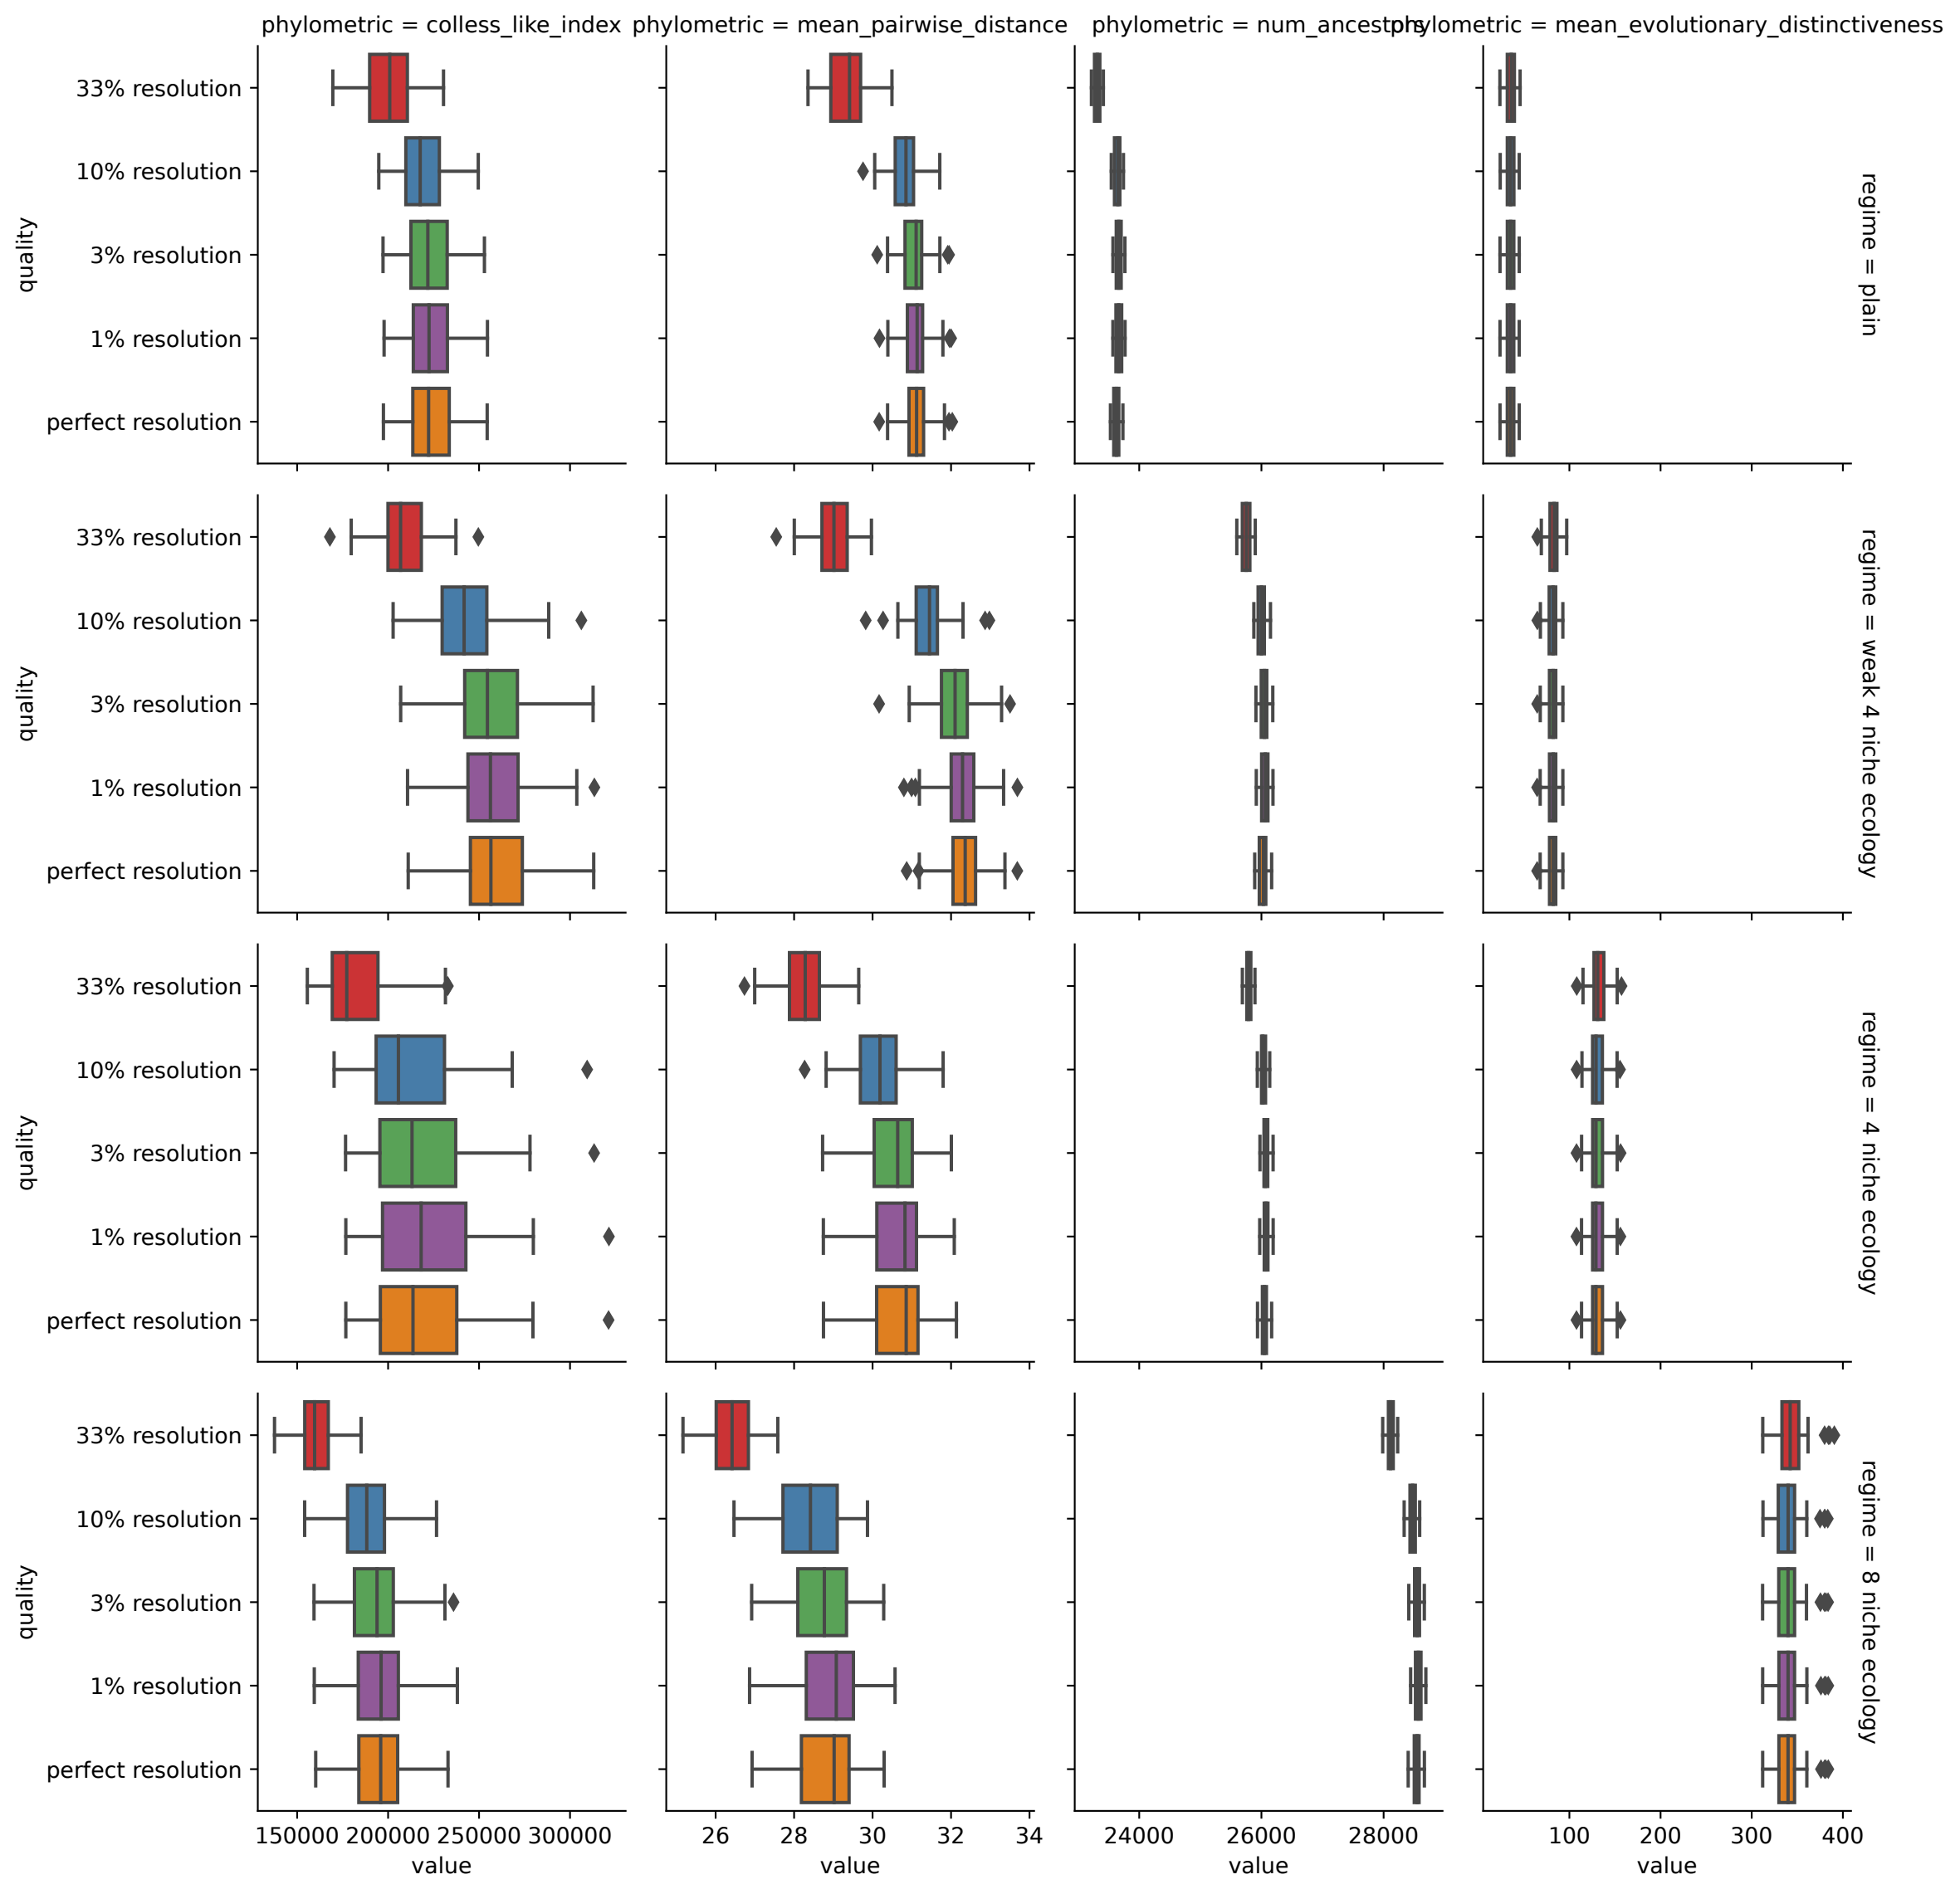 phylometric = colless_like_index
phylometric = mean_pairwise_distance
phylometric = num_ancestors
phylometric = mean_evolutionary_distinctiveness
33% resolution
10% resolution
3% resolution
1% resolution
perfect resolution
quality
regime = plain
33% resolution
10% resolution
3% resolution
1% resolution
perfect resolution
quality
regime = weak 4 niche ecology
33% resolution
10% resolution
3% resolution
1% resolution
perfect resolution
quality
regime = 4 niche ecology
33% resolution
10% resolution
3% resolution
1% resolution
perfect resolution
quality
regime = 8 niche ecology
150000 200000 250000 300000
value
26 28 30 32 34
value
24000 26000 28000
value
100 200 300 400
value